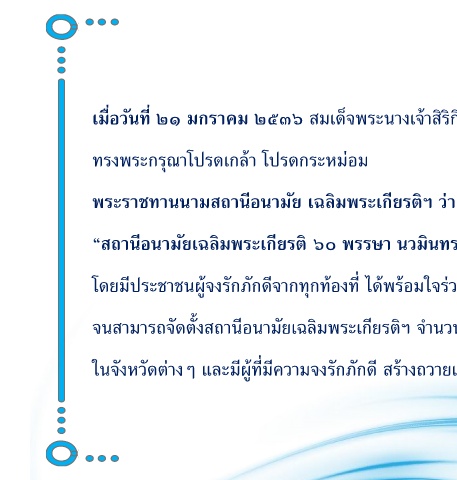 เมื่อวันที่ ๒๑ มกราคม ๒๕๓๖ สมเด็จพระนางเจ้าสิริกิ
ทรงพระกรุณาโปรดเกล้า โปรดกระหม่อม
พระราชทานนามสถานีอนามัย เฉลิมพระเกียรติฯ ว่า
“สถานีอนามัยเฉลิมพระเกียรติ ๖๐ พรรษา นวมินทร
โดยมีประชาชนผู้จงรักภักดีจากทุกท้องที่ ได้พร้อมใจร่ว
จนสามารถจัดตั้งสถานีอนามัยเฉลิมพระเกียรติฯ จำนวน
ในจังหวัดต่าง ๆ และมีผู้ที่มีความจงรักภักดี สร้างถวาย